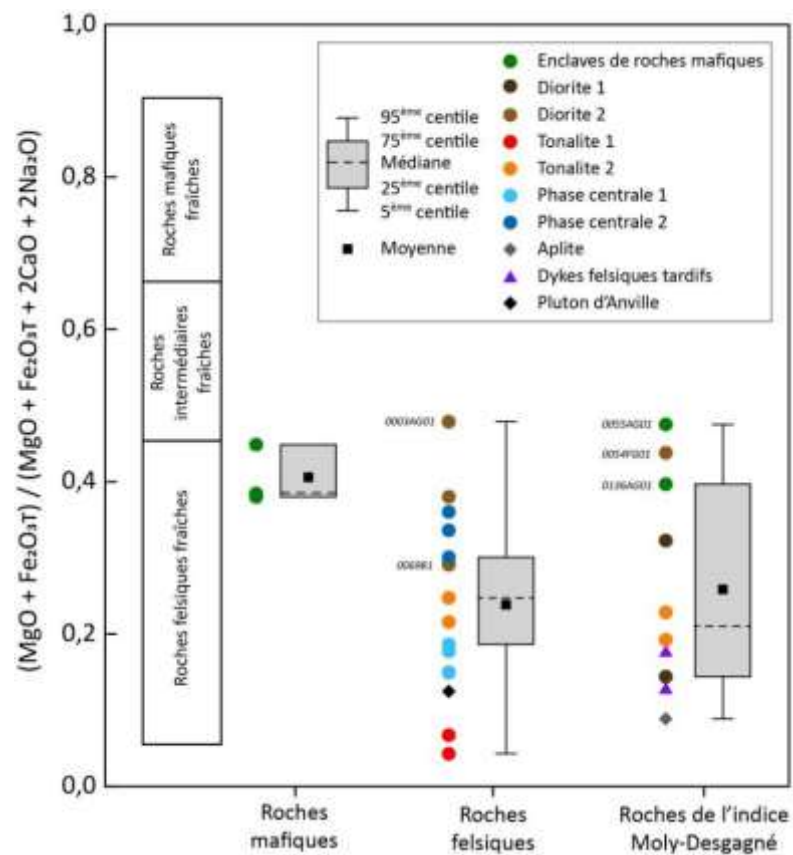 (MgO + Fe₂O₃T) / (MgO + Fe₂O₃T + 2CaO + 2Na₂O)
1,0
0,8
0,6
0,4
0,2
0,0
Roches mafiques
fraîches
Roches
intermédiaires
fraîches
Roches felsiques fraîches
95ème centile
75ème centile
Médiane
25ème centile
5ème centile
Moyenne
Enclaves de roches mafiques
Diorite 1
Diorite 2
Tonalite 1
Tonalite 2
Phase centrale 1
Phase centrale 2
Aplite
Dykes felsiques tardifs
Pluton d'Anville
0003AG01
0055AG01
0054FG01
0136AG01
Roches
mafiques
Roches
felsiques
Roches de l'indice
Moly-Desgagné